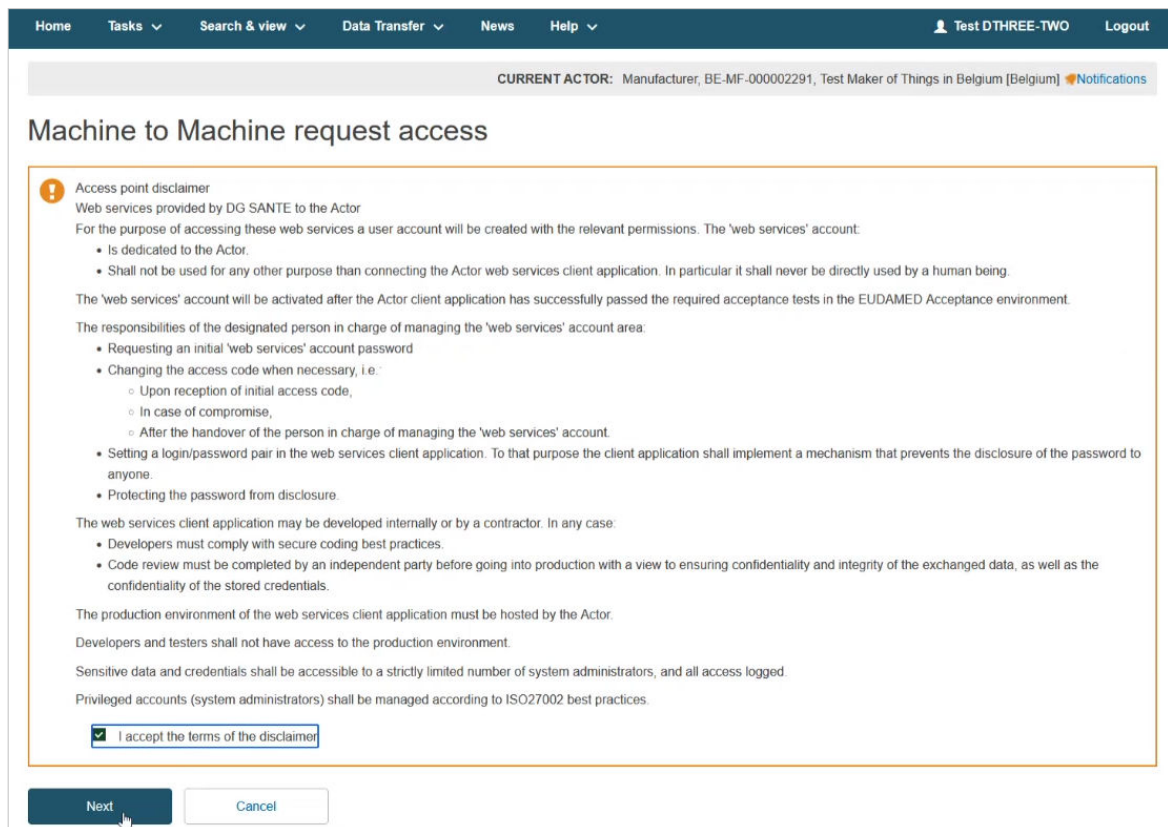 Home Tasks Search & view Data Transfer News Help Test DTHREE-TWO Logout
CURRENT ACTOR: Manufacturer, BE-MF-000002291, Test Maker of Things in Belgium [Belgium] Notifications
Machine to Machine request access
Access point disclaimer
Web services provided by DG SANTE to the Actor
For the purpose of accessing these web services a user account will be created with the relevant permissions. The 'web services' account:
• Is dedicated to the Actor.
• Shall not be used for any other purpose than connecting the Actor web services client application. In particular it shall never be directly used by a human being.
The 'web services' account will be activated after the Actor client application has successfully passed the required acceptance tests in the EUDAMED Acceptance environment.
The responsibilities of the designated person in charge of managing the 'web services' account area:
• Requesting an initial 'web services' account password
• Changing the access code when necessary, i.e.
◦ Upon reception of initial access code,
◦ In case of compromise,
◦ After the handover of the person in charge of managing the 'web services' account.
• Setting a login/password pair in the web services client application. To that purpose the client application shall implement a mechanism that prevents the disclosure of the password to
anyone.
• Protecting the password from disclosure.
The web services client application may be developed internally or by a contractor. In any case:
• Developers must comply with secure coding best practices.
• Code review must be completed by an independent party before going into production with a view to ensuring confidentiality and integrity of the exchanged data, as well as the
confidentiality of the stored credentials.
The production environment of the web services client application must be hosted by the Actor.
Developers and testers shall not have access to the production environment.
Sensitive data and credentials shall be accessible to a strictly limited number of system administrators, and all access logged.
Privileged accounts (system administrators) shall be managed according to ISO27002 best practices.
I accept the terms of the disclaimer
Next Cancel